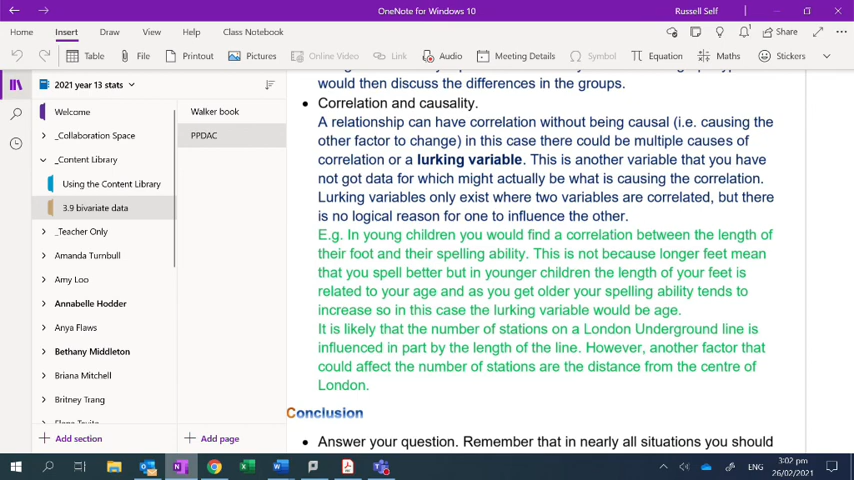 OneNote for Windows 10
Russell Self
Home Insert Draw View Help Class Notebook
Share
Table File Printout Pictures Online Video Link Audio Meeting Details Symbol Equation Maths Stickers
2021 year 13 stats
Welcome
_Collaboration Space
_Content Library
Using the Content Library
3.9 bivariate data
_Teacher Only
Amanda Turnbull
Amy Loo
Annabelle Hodder
Anya Flaws
Bethany Middleton
Briana Mitchell
Britney Trang
Add section
Walker book
PPDAC
Add page
would then discuss the differences in the groups.
• Correlation and causality.
A relationship can have correlation without being causal (i.e. causing the
other factor to change) in this case there could be multiple causes of
correlation or a lurking variable. This is another variable that you have
not got data for which might actually be what is causing the correlation.
Lurking variables only exist where two variables are correlated, but there
is no logical reason for one to influence the other.
E.g. In young children you would find a correlation between the length of
their foot and their spelling ability. This is not because longer feet mean
that you spell better but in younger children the length of your feet is
related to your age and as you get older your spelling ability tends to
increase so in this case the lurking variable would be age.
It is likely that the number of stations on a London Underground line is
influenced in part by the length of the line. However, another factor that
could affect the number of stations are the distance from the centre of
London.
Conclusion
• Answer your question. Remember that in nearly all situations you should
ENG
3:02 pm
26/02/2021